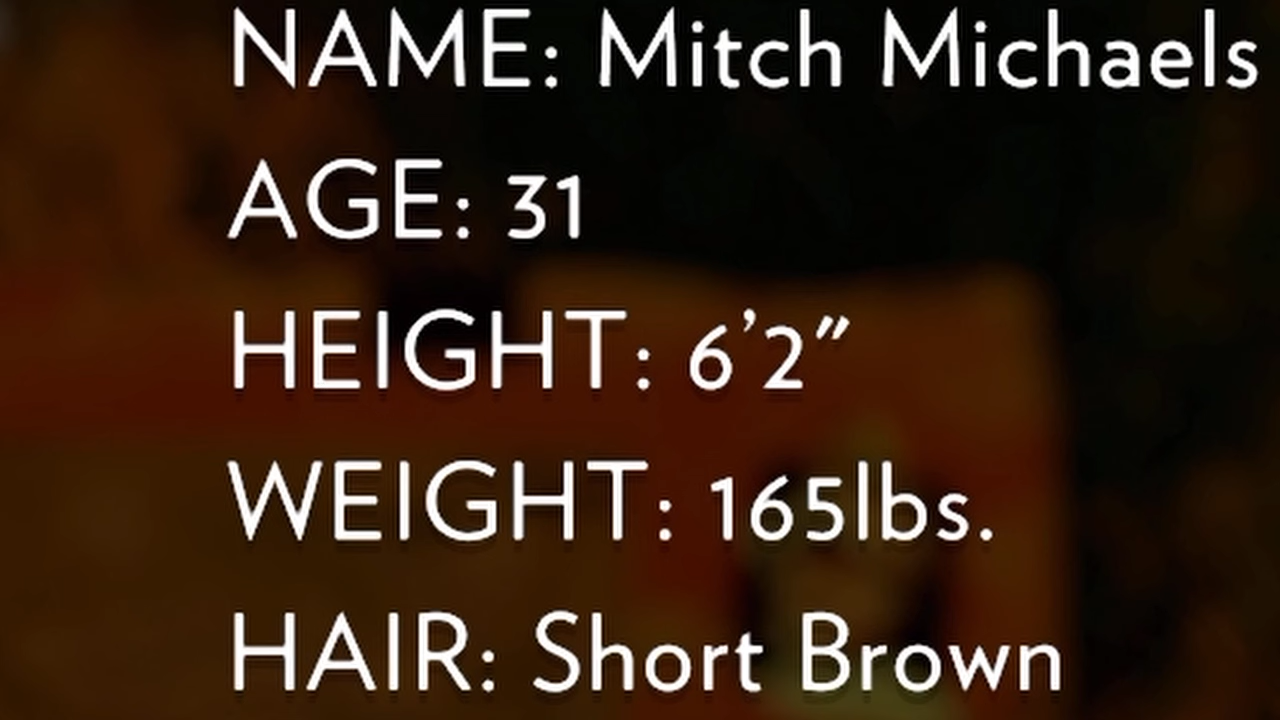 NAME: Mitch Michaels
AGE: 31
HEIGHT: 6’2”
WEIGHT: 165lbs.
HAIR: Short Brown